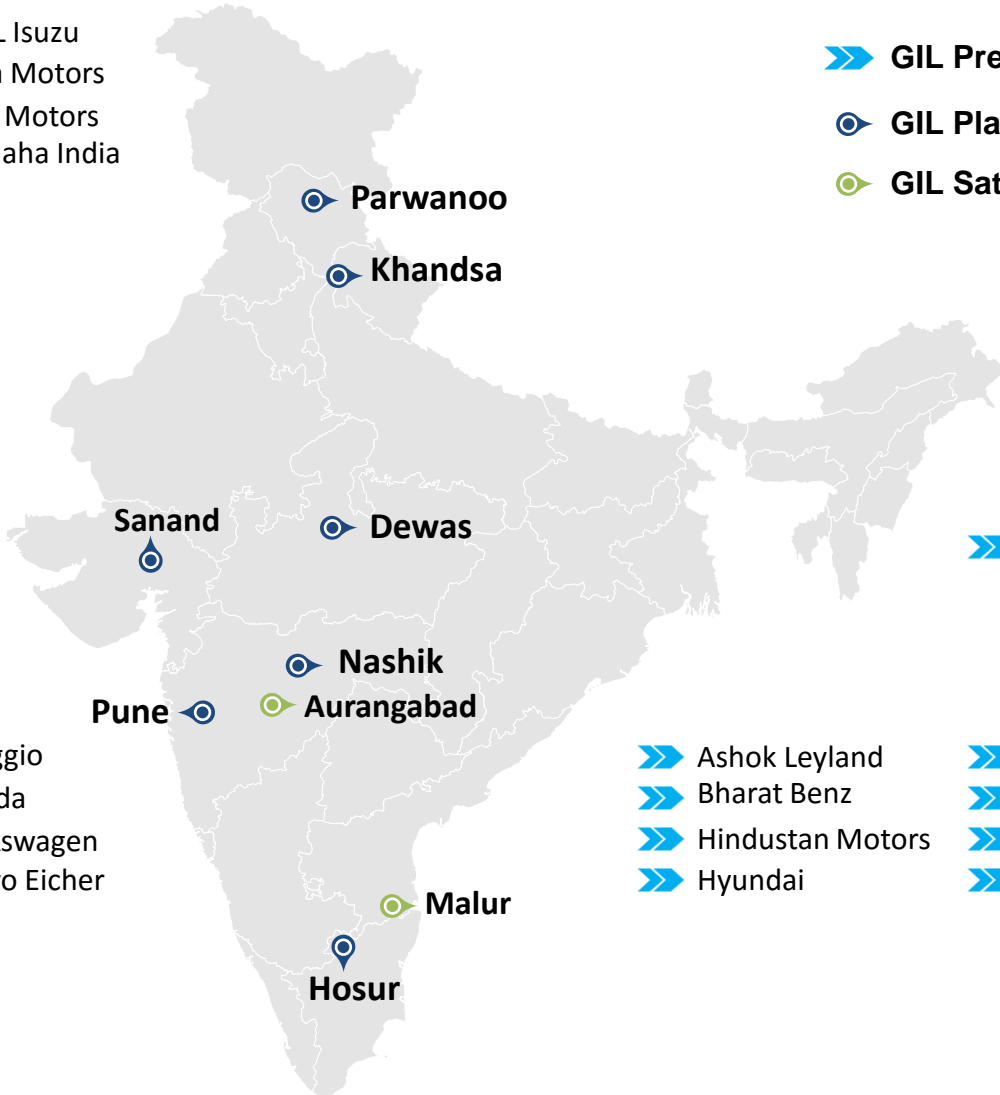 L Isuzu
Motors
Motors
aha India
GIL Pre
GIL Pla
GIL Sat
Parwanoo
Khandsa
Sanand
Dewas
Nashik
Aurangabad
Pune
ggio
da
swagen
o Eicher
Ashok Leyland
Bharat Benz
Hindustan Motors
Hyundai
Malur
Hosur